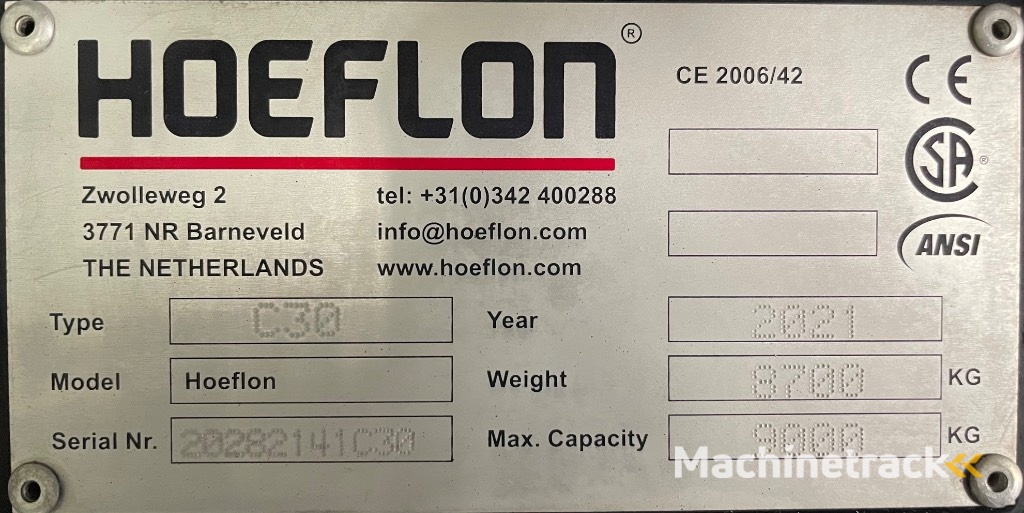 HOEFLON ®
CE 2006/42
CE
SA ®
ANSI
Zwolleweg 2 tel: +31(0)342 400288
3771 NR Barneveld info@hoeflon.com
THE NETHERLANDS www.hoeflon.com
Type C30 Year 2021
Model Hoeflon Weight 8700 KG
Serial Nr. 20282141C30 Max. Capacity 9000 KG
Machinetrack